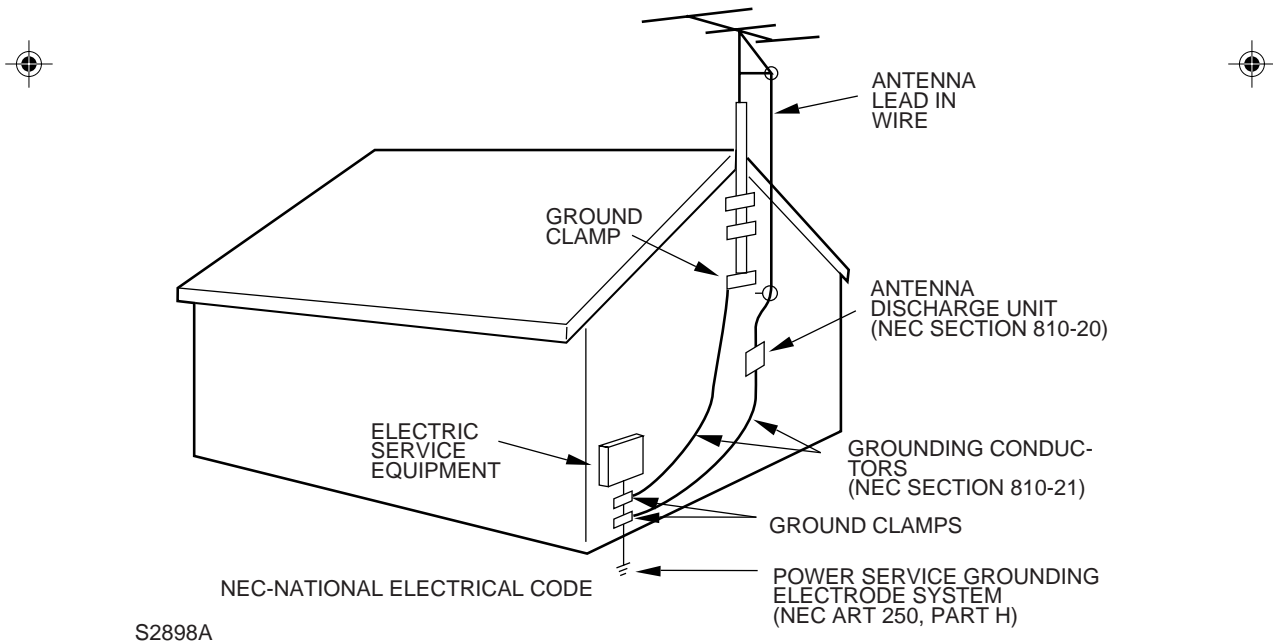 ANTENNA
LEAD IN
WIRE
GROUND
CLAMP
ANTENNA
DISCHARGE UNIT
(NEC SECTION 810-20)
ELECTRIC
SERVICE
EQUIPMENT
GROUNDING CONDUC-
TORS
(NEC SECTION 810-21)
GROUND CLAMPS
NEC-NATIONAL ELECTRICAL CODE
POWER SERVICE GROUNDING
ELECTRODE SYSTEM
(NEC ART 250, PART H)
S2898A